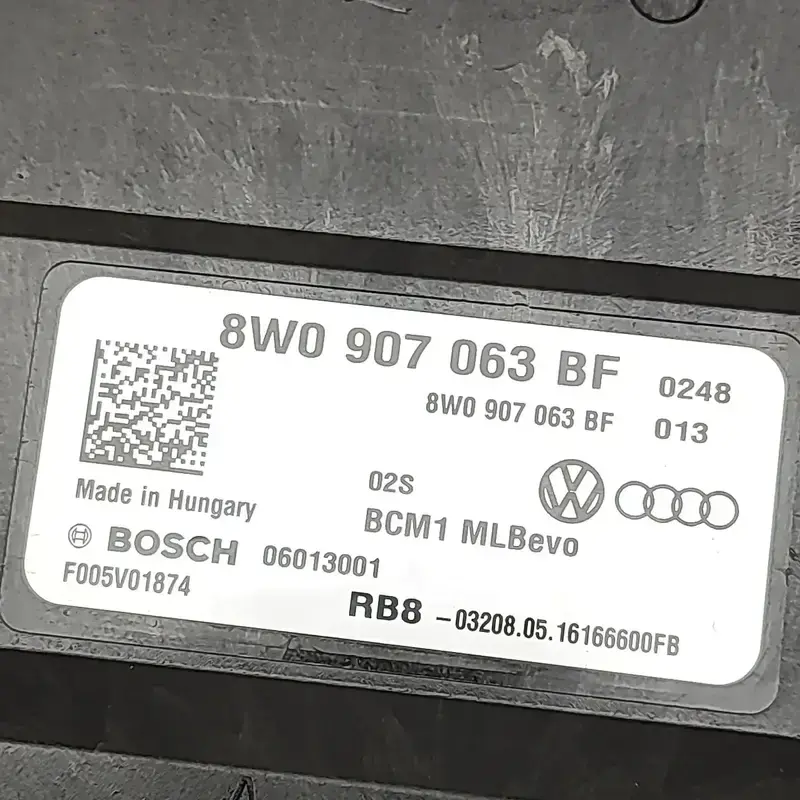 8W0 907 063 BF 0248
8W0 907 063 BF 013
02S
BCM1 MLBevo
Made in Hungary
BOSCH 06013001
F005V01874
RB8 -03208.05.16166600FB